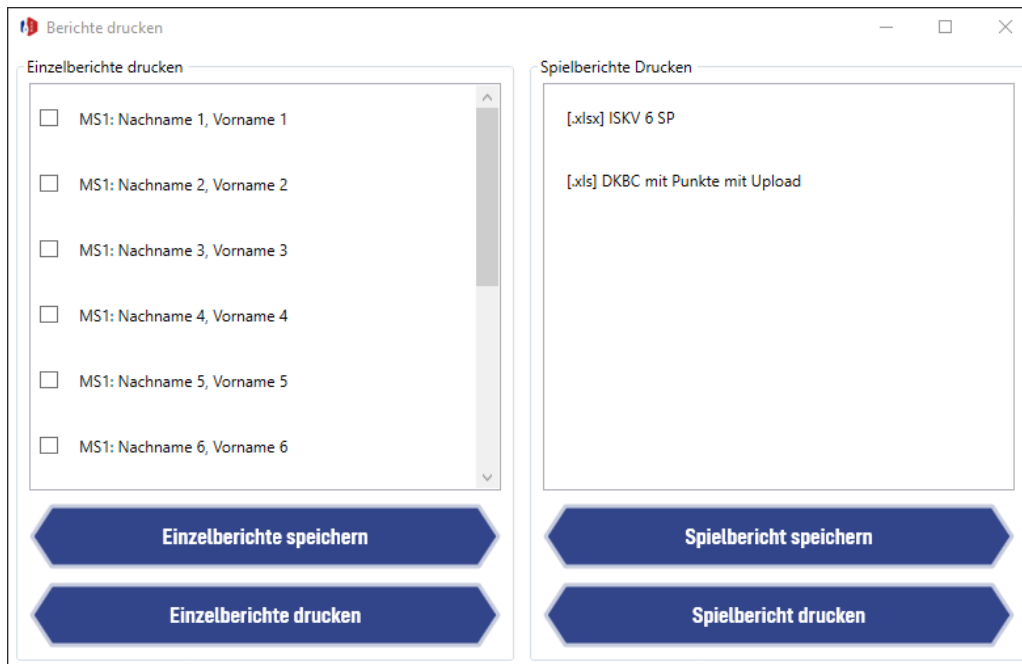 Berichte drucken
Einzelberichte drucken
MS1: Nachname 1, Vorname 1
MS1: Nachname 2, Vorname 2
MS1: Nachname 3, Vorname 3
MS1: Nachname 4, Vorname 4
MS1: Nachname 5, Vorname 5
MS1: Nachname 6, Vorname 6
Einzelberichte speichern
Einzelberichte drucken
Spielberichte Drucken
[.xlsx] ISKV 6 SP
[.xls] DKBC mit Punkte mit Upload
Spielbericht speichern
Spielbericht drucken